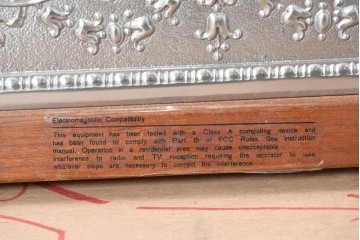 Electromagnetic Compatibility
This equipment has been tested with a Class A computing device and
has been found to comply with Part 15 of FCC Rules. See instruction
manual. Operation in a residential area may cause unacceptable
interference to radio and TV reception requiring the operator to take
whatever steps are necessary to correct the interference.